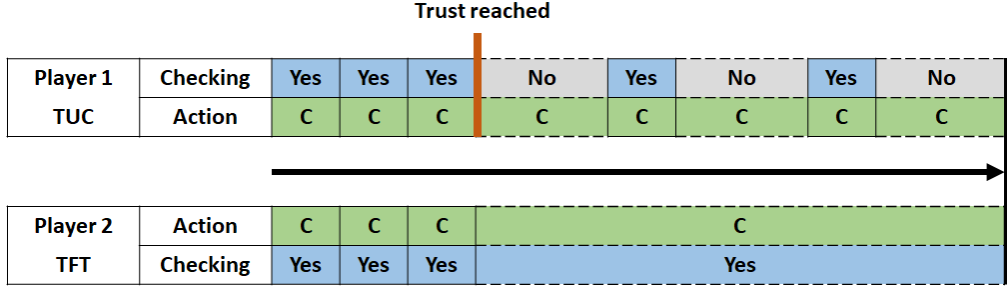 Trust reached
Player 1 Checking Yes Yes Yes No Yes No Yes No
TUC Action C C C C C C C C
Player 2 Action C C C C
TFT Checking Yes Yes Yes Yes